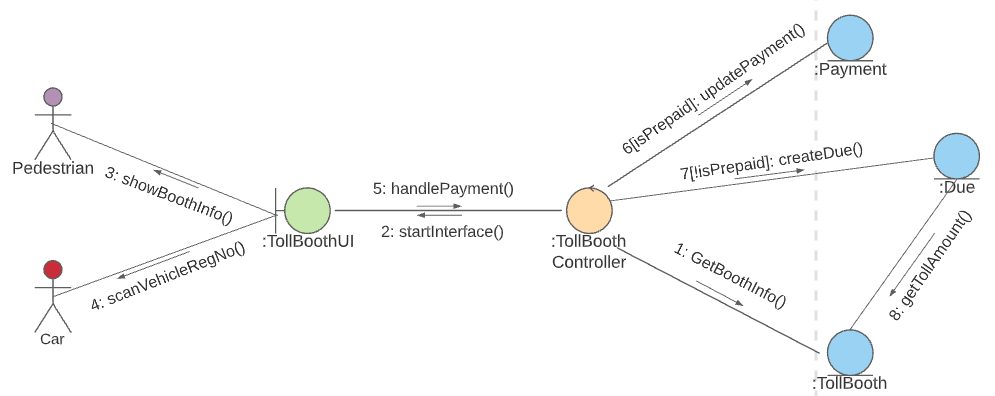 6[isPrepaid]: updatePayment()
:Payment
Pedestrian
3: showBoothInfo()
7[!isPrepaid]: createDue()
:Due
5: handlePayment()
2: startInterface()
:TollBoothUI
:TollBooth
Controller
4: scanVehicleRegNo()
1: GetBoothInfo()
8: getTollAmount()
Car
:TollBooth